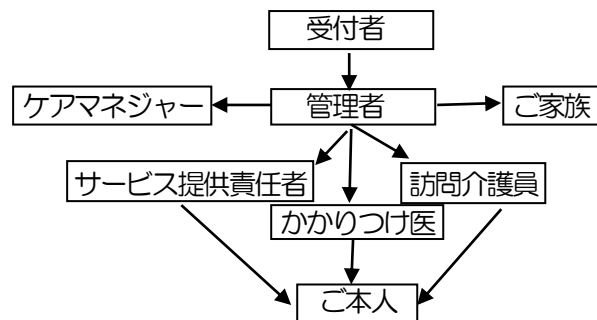 受付者
ケアマネジャー
管理者
ご家族
サービス提供責任者
訪問介護員
かかりつけ医
ご本人